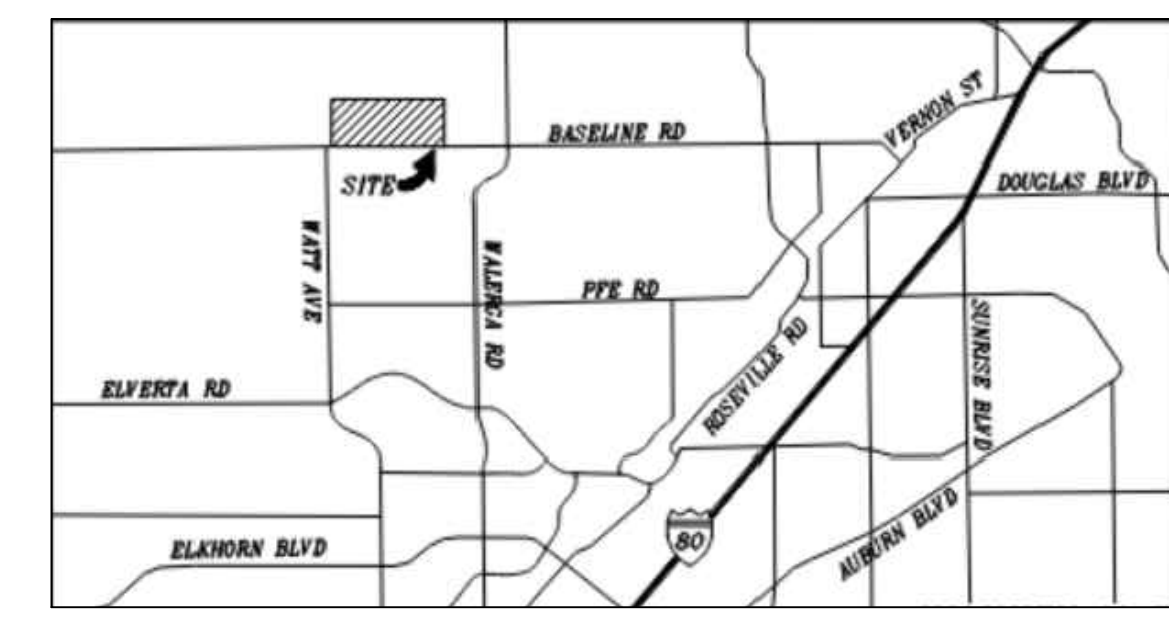 VERNON ST
BASELINE RD
SITE
DOUGLAS BLVD
WATT AVE
WALERGA RD
PFE RD
SUNRISE BLVD
ROSEVILLE RD
ELVERTA RD
AUBURN BLVD
80
ELKHORN BLVD